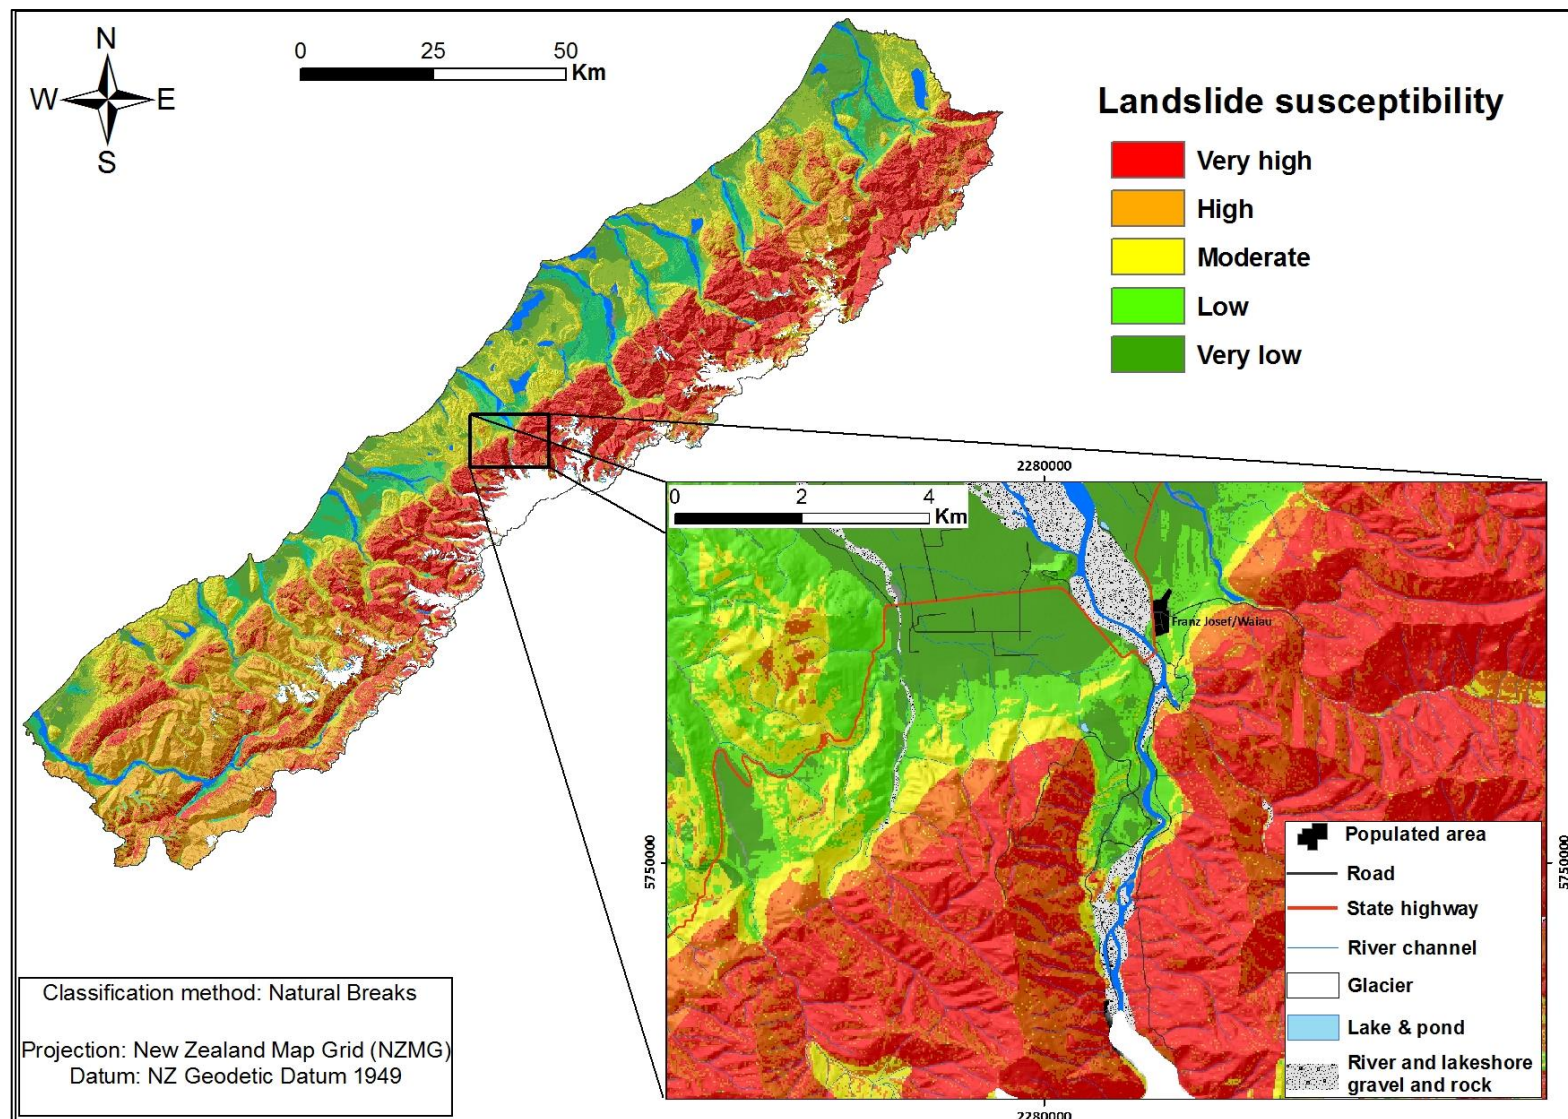 N
W E
S
0 25 50
Km
Landslide susceptibility
Very high
High
Moderate
Low
Very low
2280000
0 2 4
Km
Franz Josef/Waiau
5750000
5750000
Populated area
Road
State highway
River channel
Glacier
Lake & pond
River and lakeshore
gravel and rock
2280000
Classification method: Natural Breaks
Projection: New Zealand Map Grid (NZMG)
Datum: NZ Geodetic Datum 1949